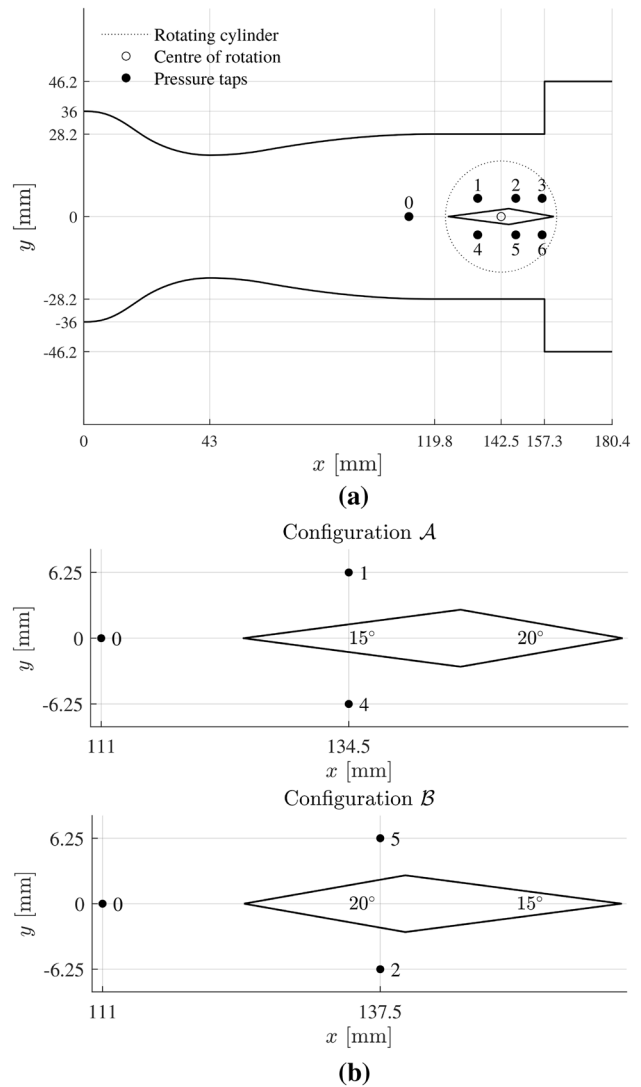 Rotating cylinder
Centre of rotation
Pressure taps
46.2
36
28.2
0
-28.2
-36
-46.2
y [mm]
0
1 2 3
4 5 6
0 43 119.8 142.5 157.3 180.4
x [mm]
(a)
Configuration 𝒜
6.25
0
-6.25
y [mm]
1
0
15° 20°
4
111 134.5
x [mm]
Configuration ℬ
6.25
0
-6.25
y [mm]
5
0
20° 15°
2
111 137.5
x [mm]
(b)